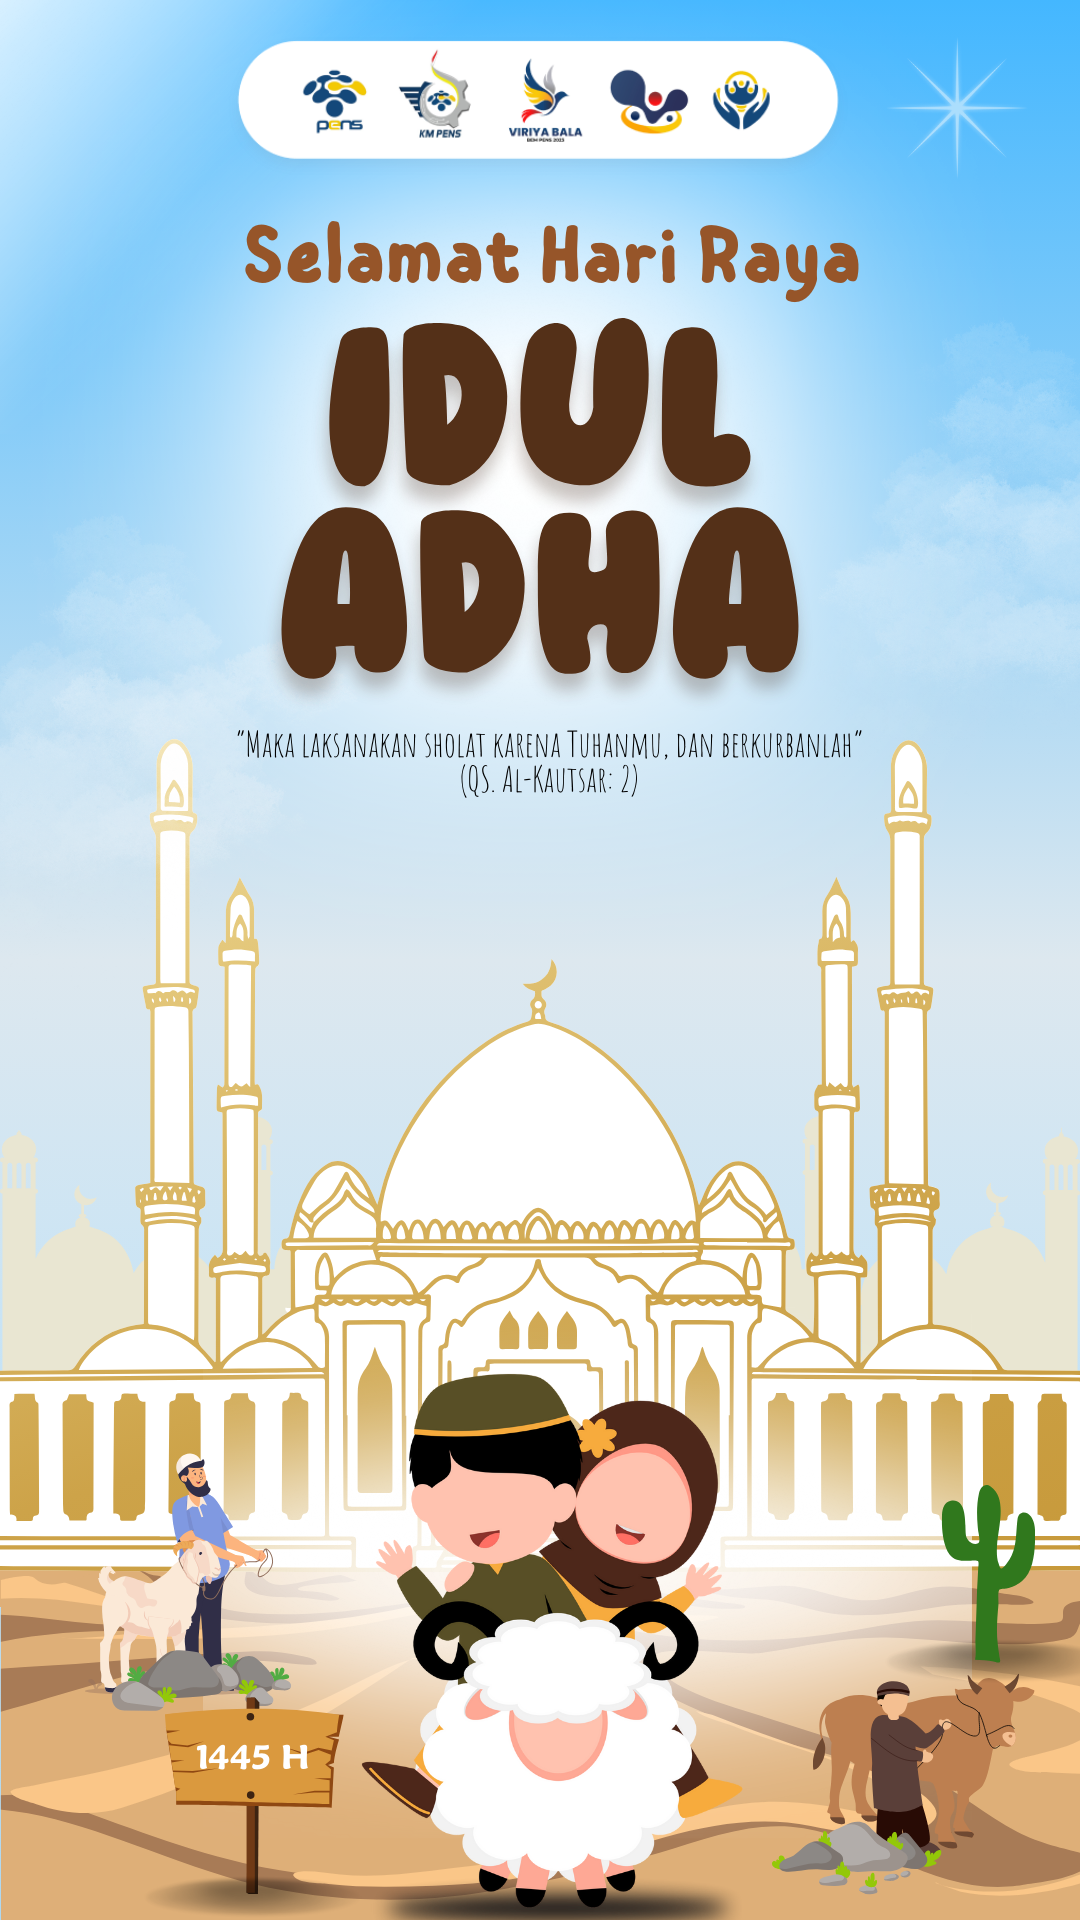 pens
KM PENS
VIRIYA BALA
BEM PENS 2023
Selamat Hari Raya
IDUL
ADHA
"Maka laksanakan sholat karena Tuhanmu, dan berkurbanlah"
(QS. Al-Kautsar: 2)
1445 H